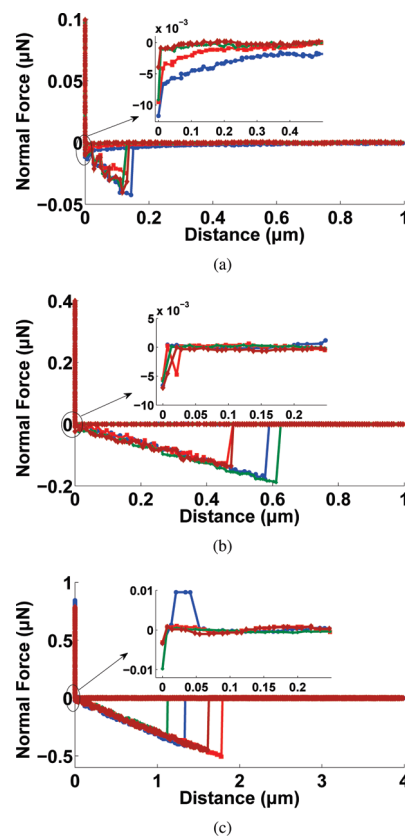 0.1
0.05
0
−0.05
Normal Force (μN)
x 10⁻³
0
−5
−10
0 0.1 0.2 0.3 0.4
0 0.2 0.4 0.6 0.8 1
Distance (μm)
(a)
0.4
0.2
0
−0.2
Normal Force (μN)
x 10⁻³
5
0
−5
−10
0 0.05 0.1 0.15 0.2
0 0.2 0.4 0.6 0.8 1
Distance (μm)
(b)
1
0.5
0
−0.5
Normal Force (μN)
0.01
0
−0.01
0 0.05 0.1 0.15 0.2
0 1 2 3 4
Distance (μm)
(c)